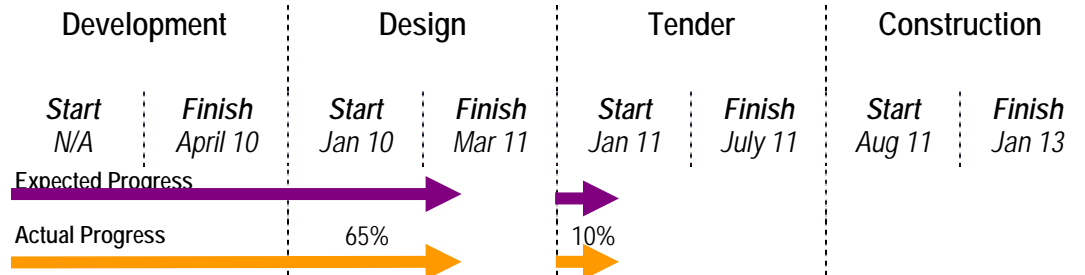 Development Design Tender Construction
Start Finish Start Finish Start Finish Start Finish
N/A April 10 Jan 10 Mar 11 Jan 11 July 11 Aug 11 Jan 13
Expected Progress
Actual Progress 65% 10%